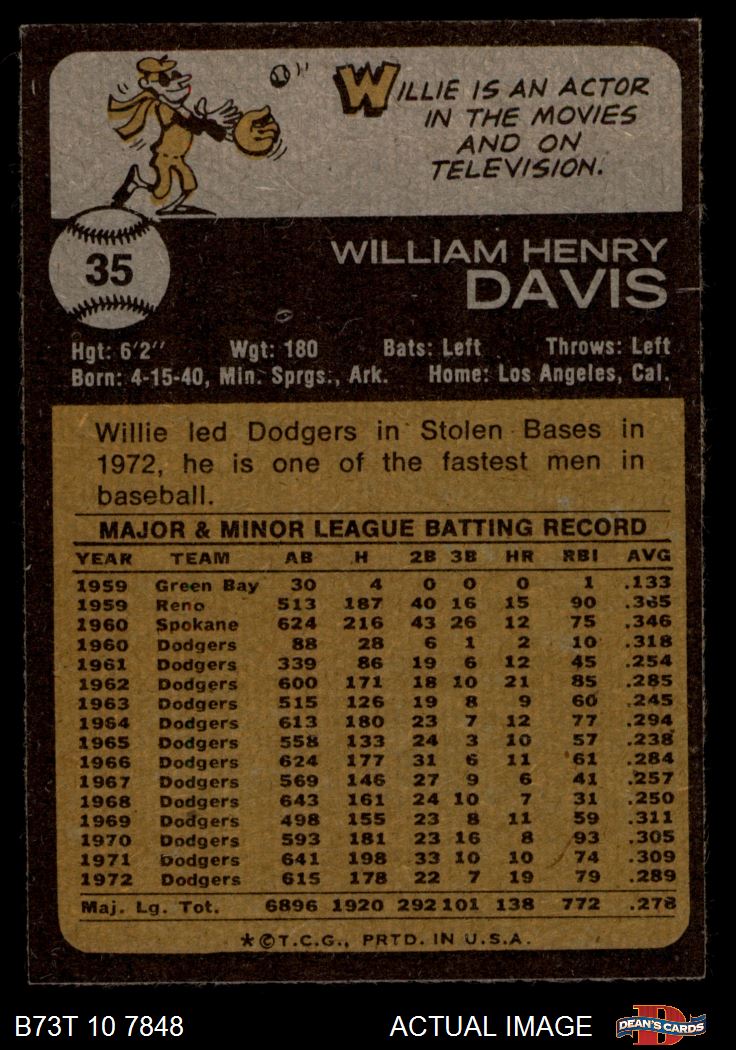 WILLIE IS AN ACTOR
IN THE MOVIES
AND ON
TELEVISION.
35
WILLIAM HENRY
DAVIS
Hgt: 6'2" Wgt: 180 Bats: Left Throws: Left
Born: 4-15-40, Min. Sprgs., Ark. Home: Los Angeles, Cal.
Willie led Dodgers in Stolen Bases in
1972, he is one of the fastest men in
baseball.
MAJOR & MINOR LEAGUE BATTING RECORD
YEAR TEAM AB H 2B 3B HR RBI AVG
1959 Green Bay 30 4 0 0 0 1 .133
1959 Reno 513 187 40 16 15 90 .365
1960 Spokane 624 216 43 26 12 75 .346
1960 Dodgers 88 28 6 1 2 10 .318
1961 Dodgers 339 86 19 6 12 45 .254
1962 Dodgers 600 171 18 10 21 85 .285
1963 Dodgers 515 126 19 8 9 60 .245
1964 Dodgers 613 180 23 7 12 77 .294
1965 Dodgers 558 133 24 3 10 57 .238
1966 Dodgers 624 177 31 6 11 61 .284
1967 Dodgers 569 146 27 9 6 41 .257
1968 Dodgers 643 161 24 10 7 31 .250
1969 Dodgers 498 155 23 8 11 59 .311
1970 Dodgers 593 181 23 16 8 93 .305
1971 Dodgers 641 198 33 10 10 74 .309
1972 Dodgers 615 178 22 7 19 79 .289
Maj. Lg. Tot. 6896 1920 292 101 138 772 .278
*©T.C.G., PRTD. IN U.S.A.
B73T 10 7848 ACTUAL IMAGE
D
DEAN'S CARDS